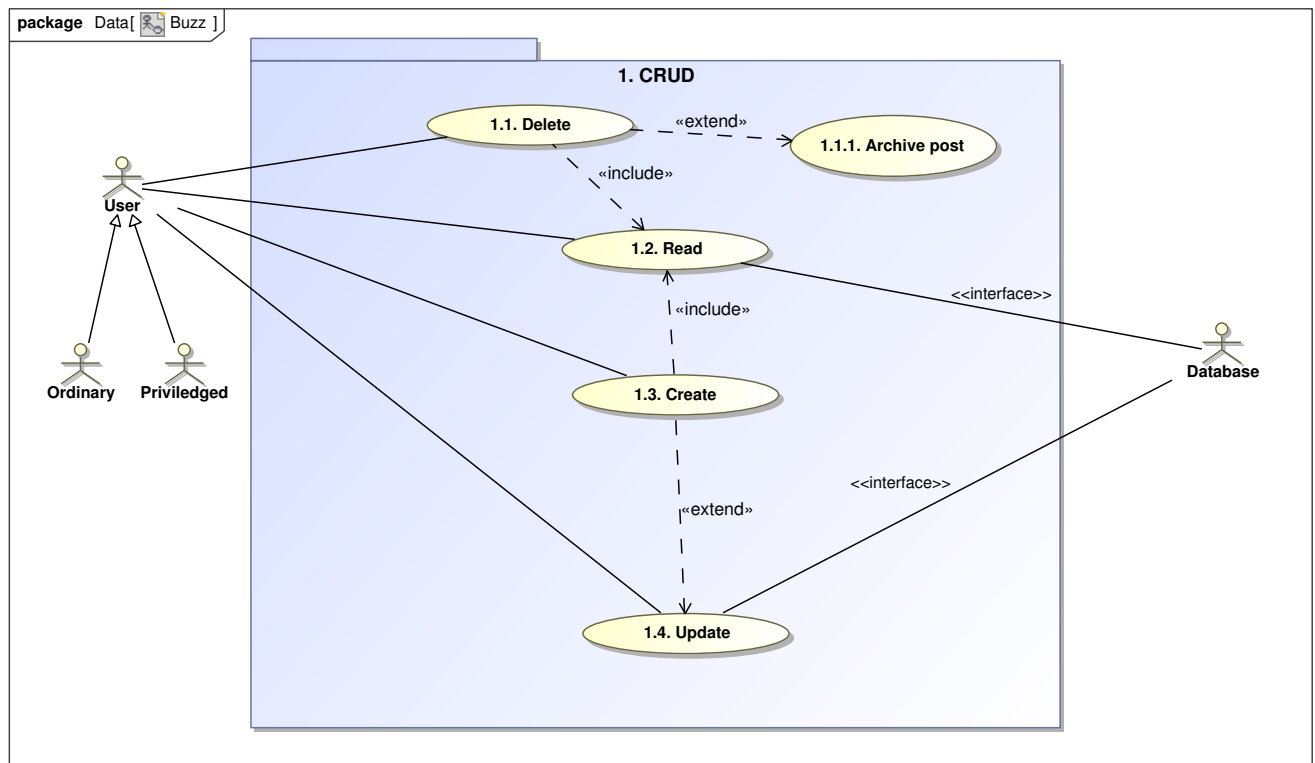 package Data[ Buzz ]
1. CRUD
1.1. Delete
«extend»
1.1.1. Archive post
«include»
User
1.2. Read
<<interface>>
«include»
Ordinary
Priviledged
Database
1.3. Create
<<interface>>
«extend»
1.4. Update